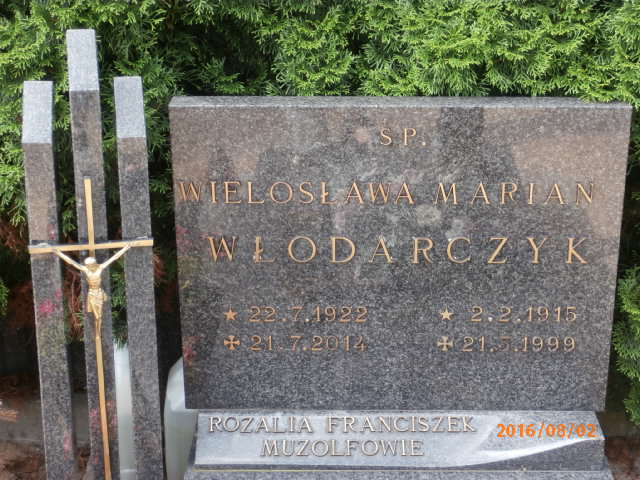 S.P.
WIELOSŁAWA MARIAN
WŁODARCZYK
★ 22.7.1922 ★ 2.2.1915
✠ 21.7.2014 ✠ 21.5.1999
ROZALIA FRANCISZEK
MUZOLFOWIE
2016/08/02